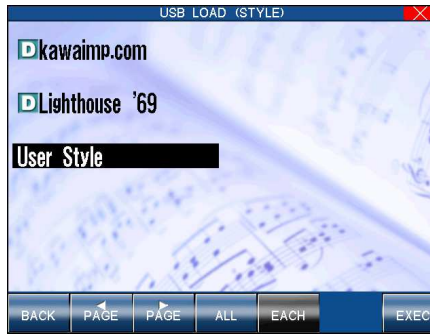 USB LOAD (STYLE)
D kawaimp.com
D Lighthouse '69
User Style
BACK PAGE PAGE ALL EACH EXEC